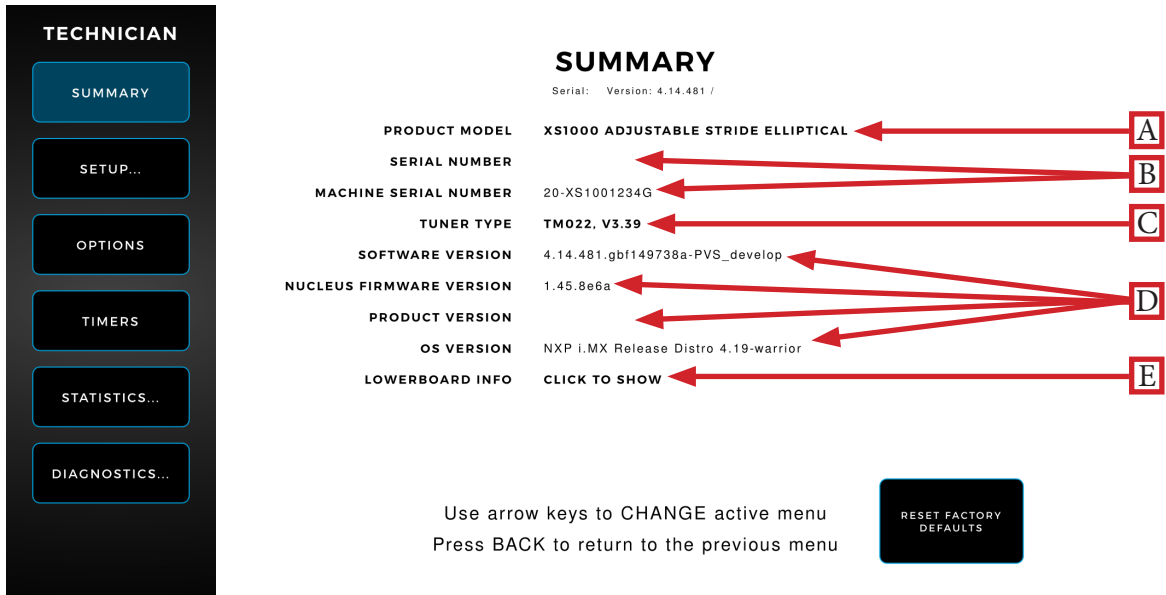 TECHNICIAN
SUMMARY
SETUP...
OPTIONS
TIMERS
STATISTICS...
DIAGNOSTICS...
SUMMARY
Serial: Version: 4.14.481 /
PRODUCT MODEL XS1000 ADJUSTABLE STRIDE ELLIPTICAL A
SERIAL NUMBER
B
MACHINE SERIAL NUMBER 20-XS1001234G
TUNER TYPE TM022, V3.39 C
SOFTWARE VERSION 4.14.481.gbf149738a-PVS_develop
NUCLEUS FIRMWARE VERSION 1.45.8e6a
D
PRODUCT VERSION
OS VERSION NXP i.MX Release Distro 4.19-warrior
LOWERBOARD INFO CLICK TO SHOW E
Use arrow keys to CHANGE active menu
Press BACK to return to the previous menu
RESET FACTORY
DEFAULTS